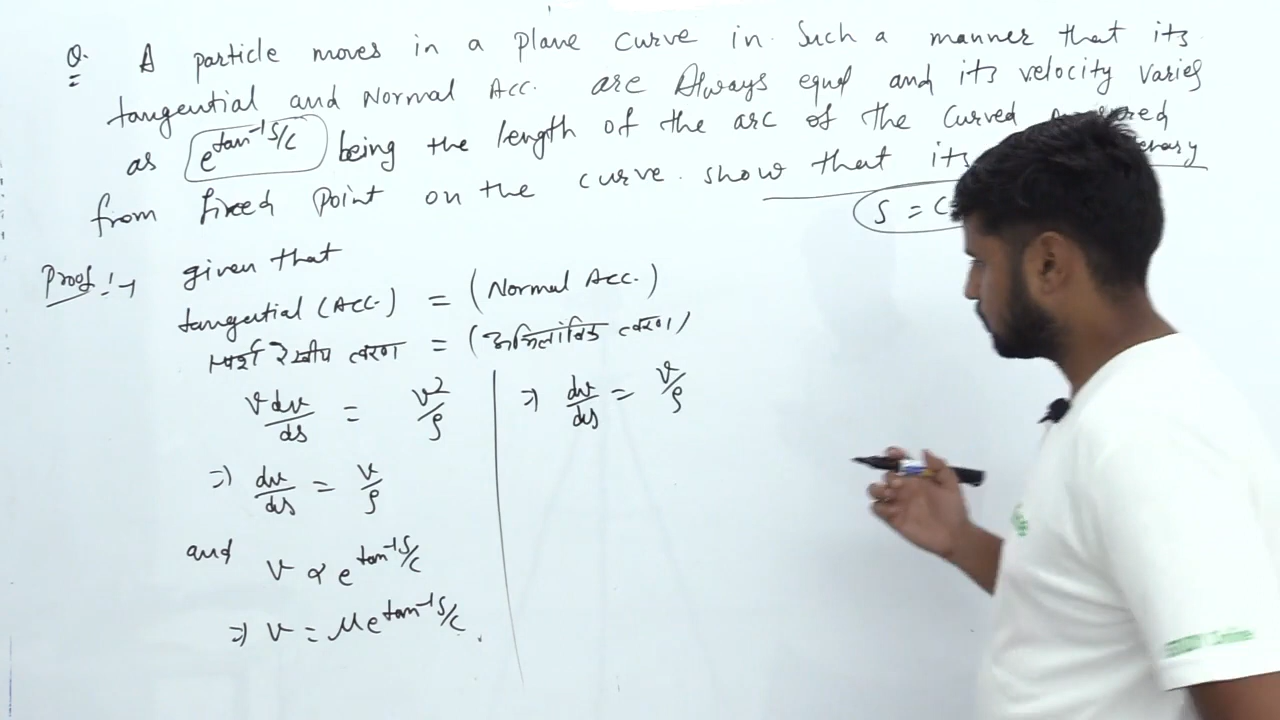 Q. A particle moves in a plane curve in such a manner that its
tangential and Normal Acc. are Always equal and its velocity varies
as e^tan⁻¹ s/c being the length of the arc of the curved
from fixed point on the curve. show that its
s = c
Proof :→ given that
tangential (Acc.) = (Normal Acc.)
स्पर्श रेखीय त्वरण = (अभिलांबिक त्वरण)
v dv/ds = v²/ρ
⇒ dv/ds = v/ρ
and v ∝ e^tan⁻¹ s/c
⇒ v = μe^tan⁻¹ s/c.
⇒ dv/ds = v/ρ